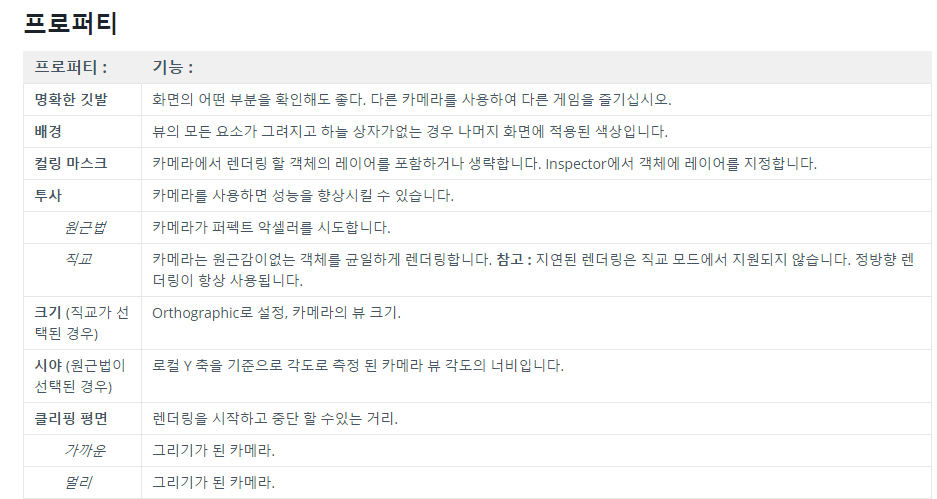 프로퍼티
프로퍼티 : 기능 :
명확한 깃발 화면의 어떤 부분을 확인해도 좋다. 다른 카메라를 사용하여 다른 게임을 즐기십시오.
배경 뷰의 모든 요소가 그려지고 하늘 상자가없는 경우 나머지 화면에 적용된 색상입니다.
컬링 마스크 카메라에서 렌더링 할 객체의 레이어를 포함하거나 생략합니다. Inspector에서 객체에 레이어를 지정합니다.
투사 카메라를 사용하면 성능을 향상시킬 수 있습니다.
원근법 카메라가 퍼펙트 악셀러를 시도합니다.
직교 카메라는 원근감이없는 객체를 균일하게 렌더링합니다. 참고 : 지연된 렌더링은 직교 모드에서 지원되지 않습니다. 정방향 렌
더링이 항상 사용됩니다.
크기 (직교가 선 Orthographic로 설정, 카메라의 뷰 크기.
택된 경우)
시야 (원근법이 로컬 Y 축을 기준으로 각도로 측정 된 카메라 뷰 각도의 너비입니다.
선택된 경우)
클리핑 평면 렌더링을 시작하고 중단 할 수있는 거리.
가까운 그리기가 된 카메라.
멀리 그리기가 된 카메라.